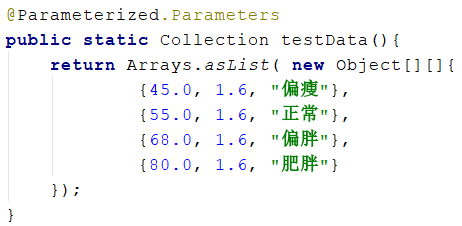 @Parameterized.Parameters
public static Collection testData(){
    return Arrays.asList( new Object[][]{
            {45.0, 1.6, "偏瘦"},
            {55.0, 1.6, "正常"},
            {68.0, 1.6, "偏胖"},
            {80.0, 1.6, "肥胖"}
    });
}